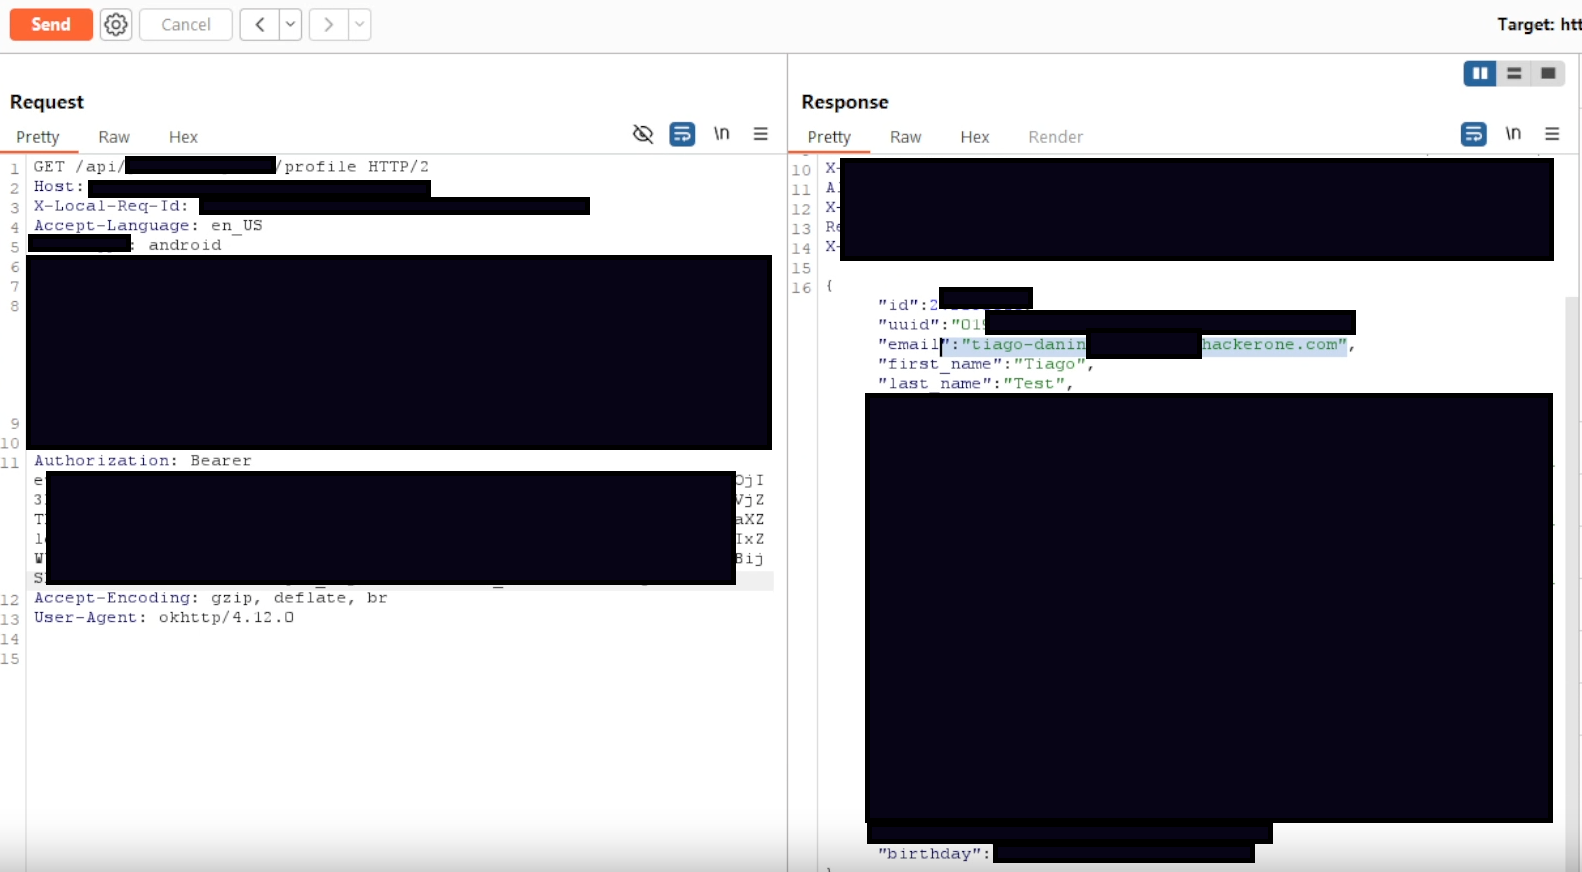 Send
Cancel
Target: htt
Request
Pretty Raw Hex
\n
1 GET /api/ /profile HTTP/2
2 Host:
3 X-Local-Req-Id:
4 Accept-Language: en_US
5 : android
6
7
8
9
10
11 Authorization: Bearer
e OjI
3 VjZ
T aXZ
l IxZ
W Bij
S
12 Accept-Encoding: gzip, deflate, br
13 User-Agent: okhttp/4.12.0
14
15
Response
Pretty Raw Hex Render
\n
10 X-
11 A
12 X-
13 Re
14 X-
15
16 {
"id":2
"uuid":"019
"email":"tiago-danin hackerone.com",
"first_name":"Tiago",
"last_name":"Test",
"birthday":